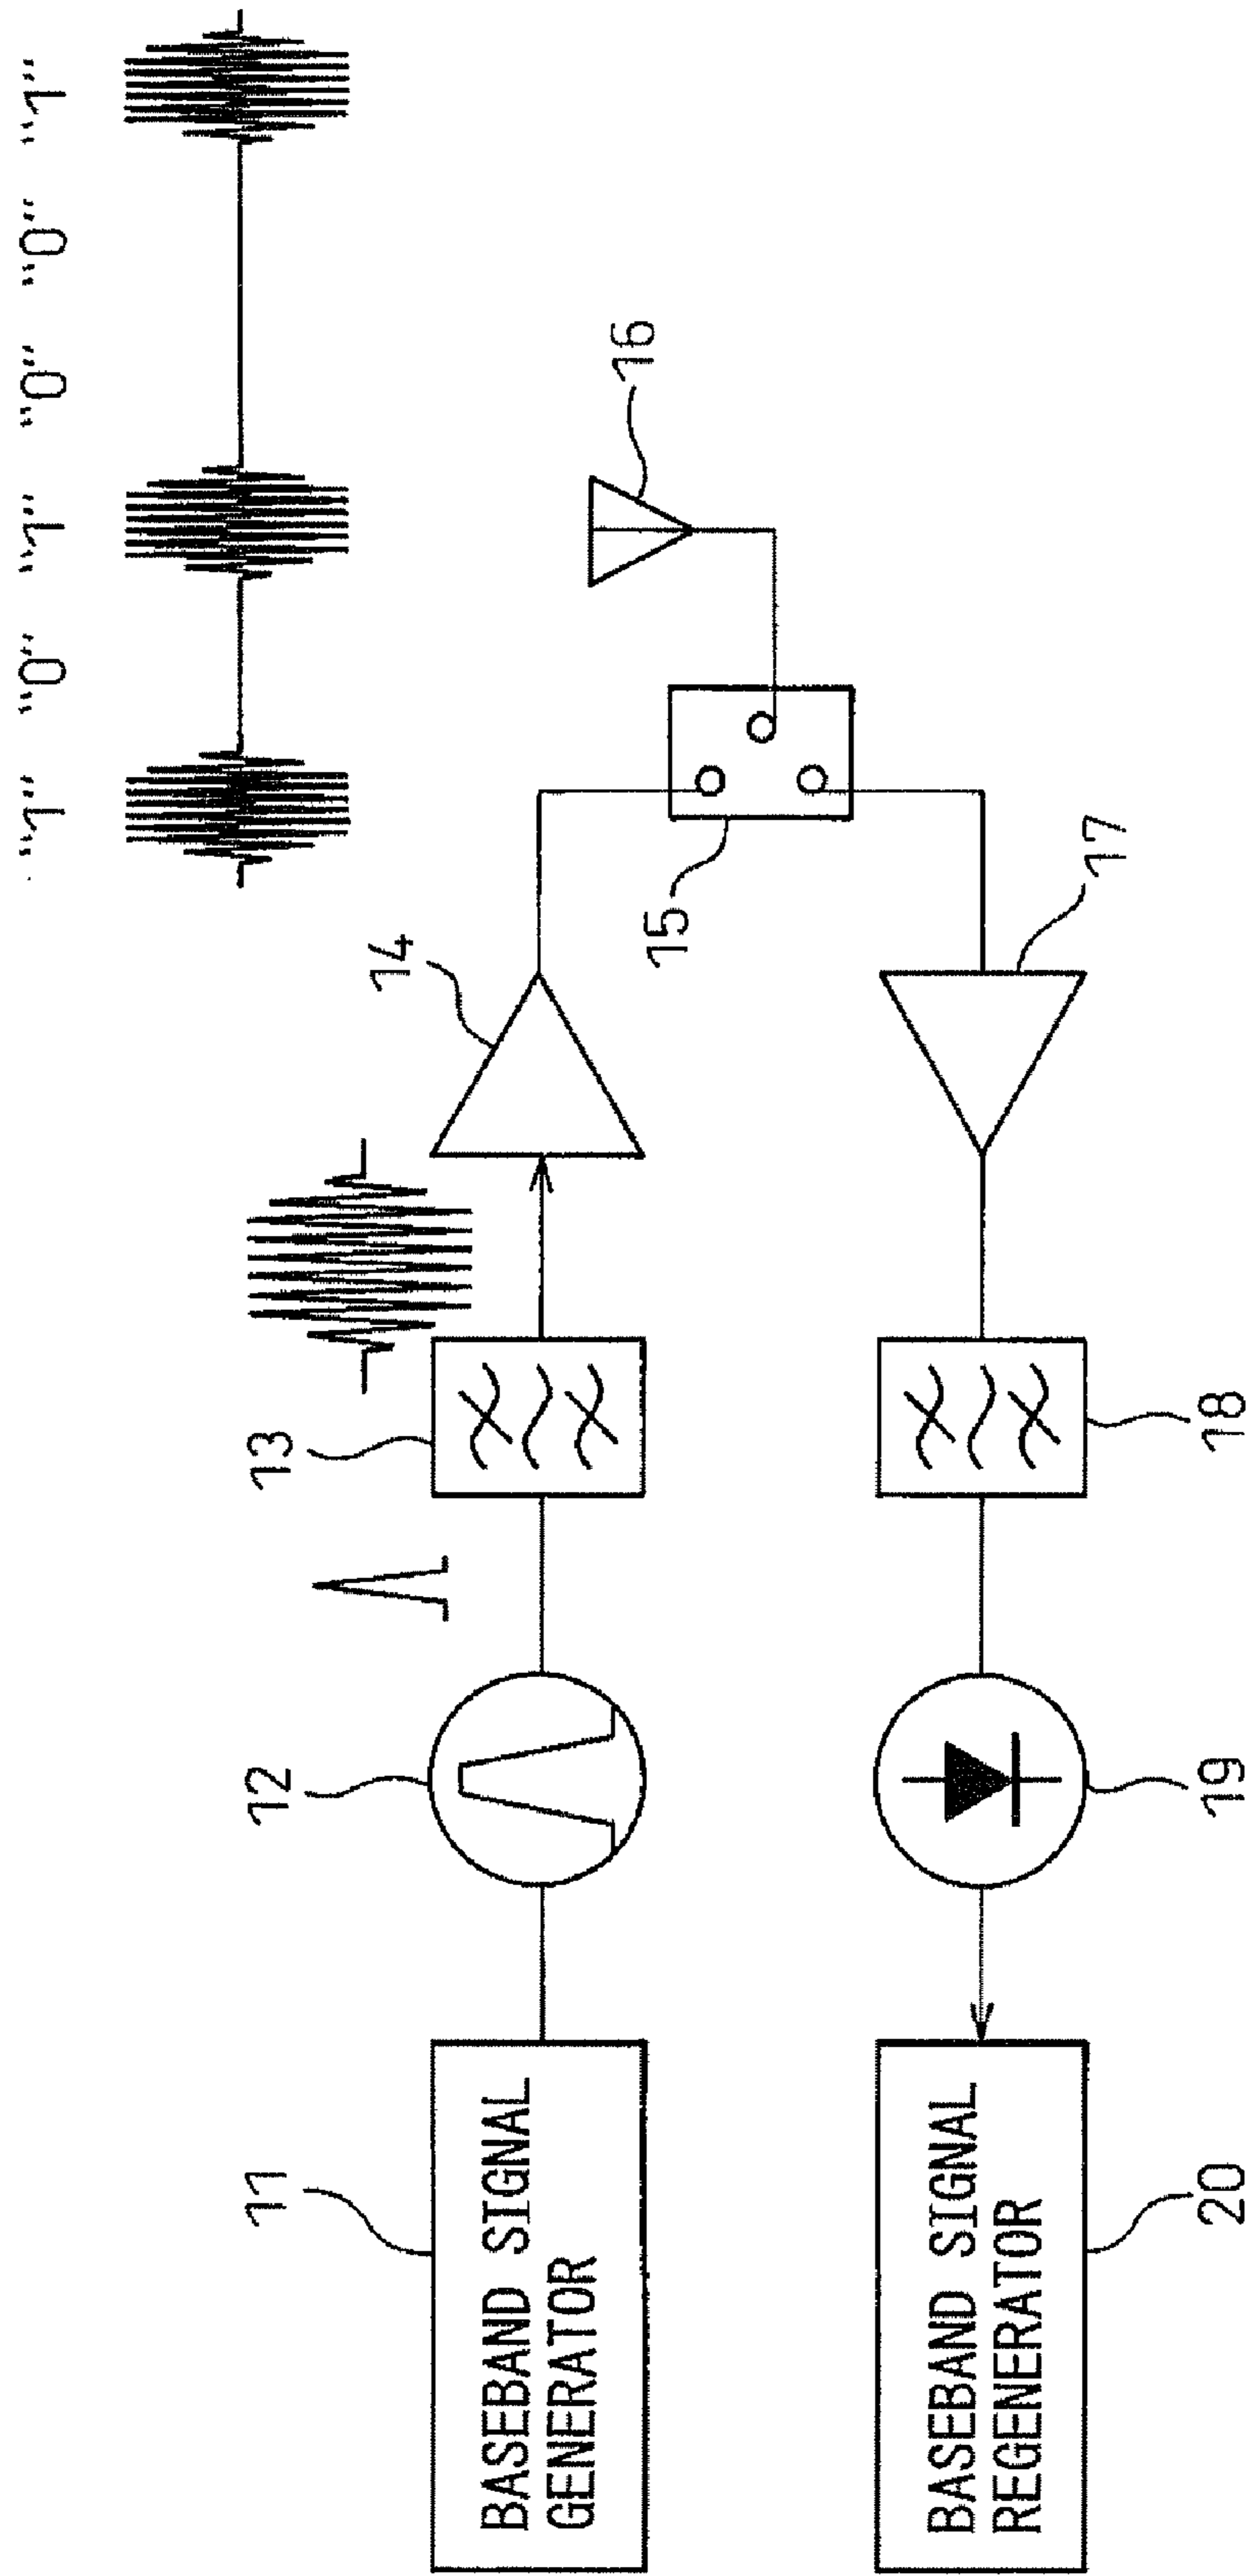 "1" "0" "1" "0" "0" "1"
11
12
13
14
15
16
BASEBAND SIGNAL
GENERATOR
17
18
19
20
BASEBAND SIGNAL
REGENERATOR